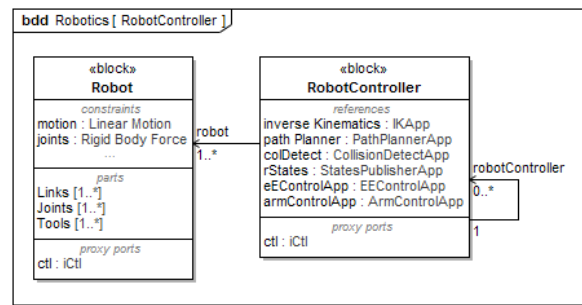 bdd Robotics [ RobotController ]
«block»
Robot
constraints
motion : Linear Motion
joints : Rigid Body Force
...
parts
Links [1..*]
Joints [1..*]
Tools [1..*]
proxy ports
ctl : iCtl
robot
1..*
«block»
RobotController
references
inverse Kinematics : IKApp
path Planner : PathPlannerApp
colDetect : CollisionDetectApp
rStates : StatesPublisherApp
eEControlApp : EEControlApp
armControlApp : ArmControlApp
proxy ports
ctl : iCtl
robotController
0..*
1